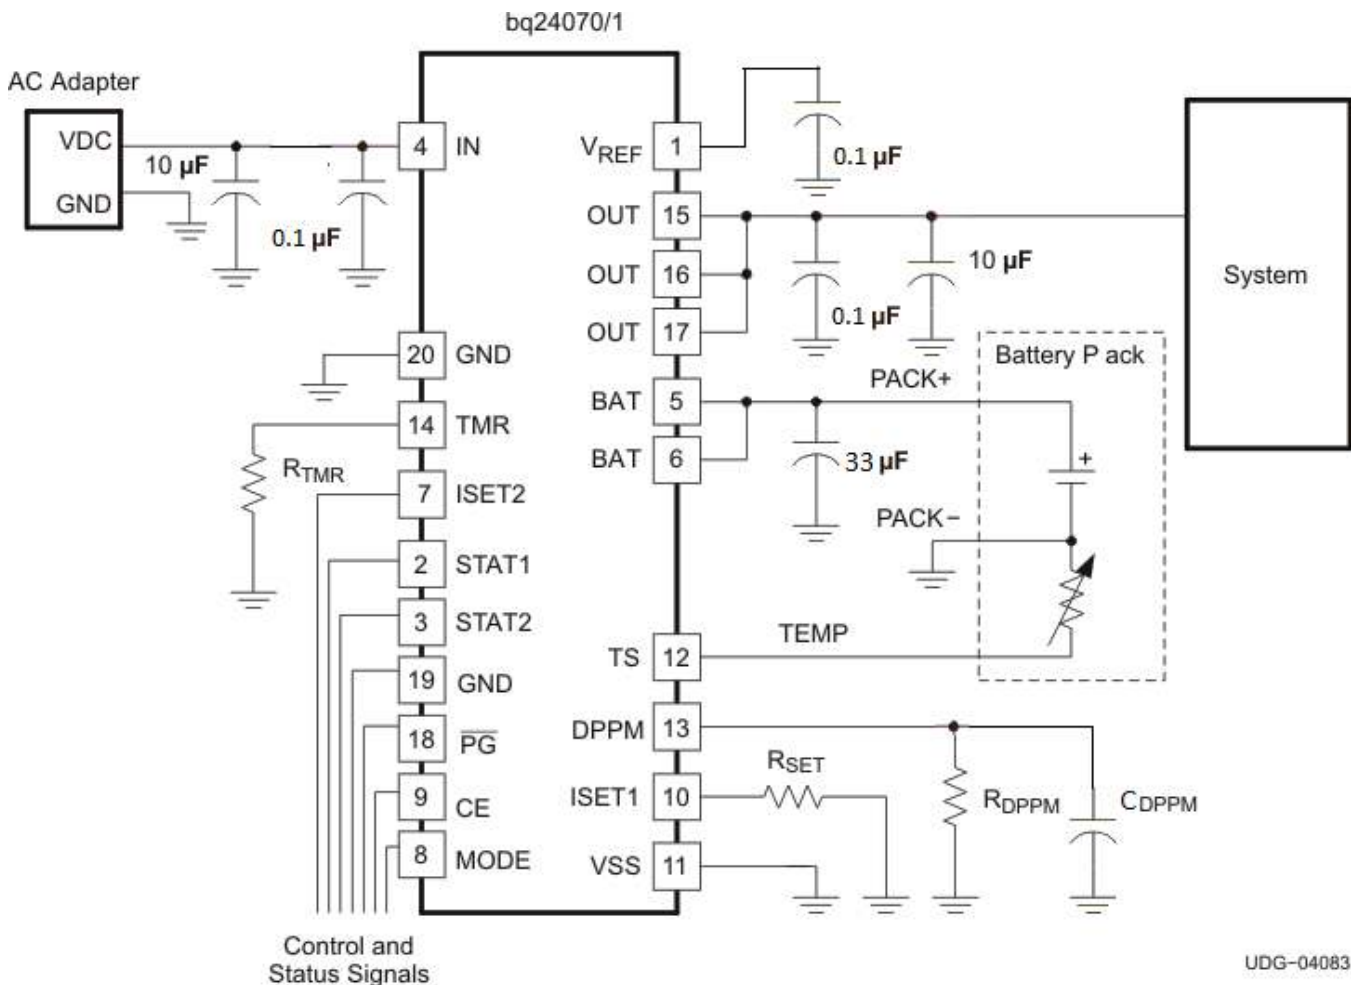 bq24070/1
AC Adapter
VDC
GND
10 µF
0.1 µF
4
IN
20
GND
14
TMR
RTMR
7
ISET2
2
STAT1
3
STAT2
19
GND
18
PG
9
CE
8
MODE
Control and
Status Signals
VREF
1
0.1 µF
OUT
15
OUT
16
OUT
17
0.1 µF
10 µF
System
BAT
5
BAT
6
PACK+
33 µF
PACK−
Battery P ack
+
TS
12
TEMP
DPPM
13
RDPPM
CDPPM
ISET1
10
RSET
VSS
11
UDG−04083